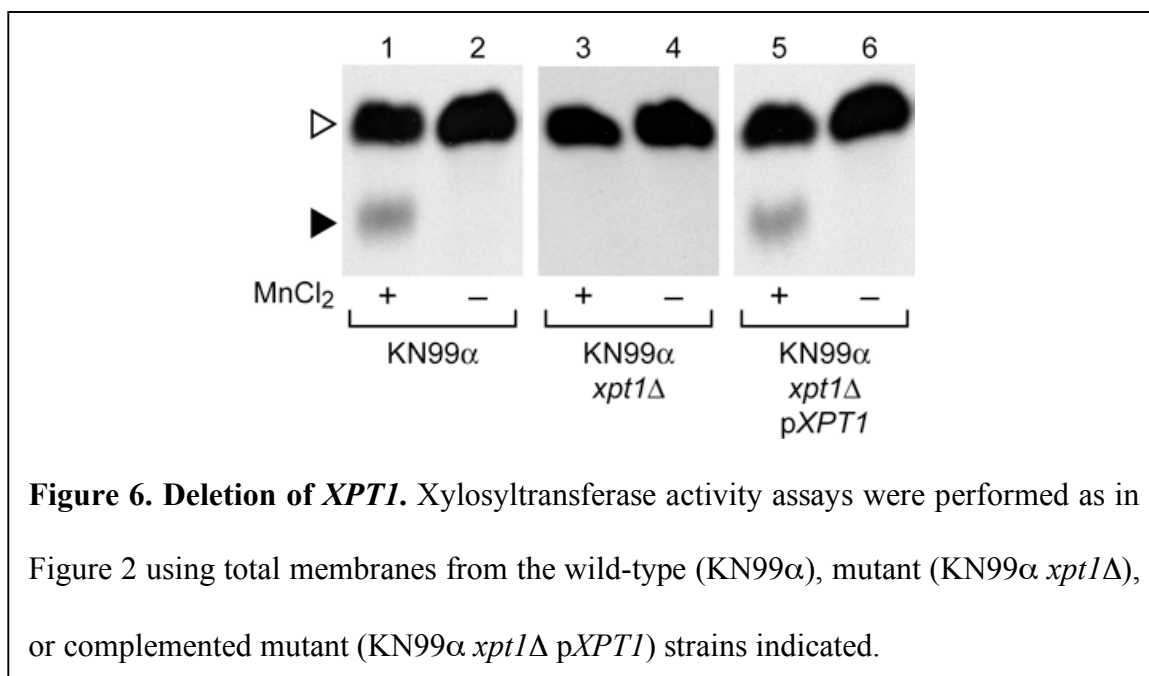 1 2 3 4 5 6
MnCl₂ + – + – + –
KN99α KN99α KN99α
xpt1Δ xpt1Δ
pXPT1
Figure 6. Deletion of XPT1. Xylosyltransferase activity assays were performed as in
Figure 2 using total membranes from the wild-type (KN99α), mutant (KN99α xpt1Δ),
or complemented mutant (KN99α xpt1Δ pXPT1) strains indicated.